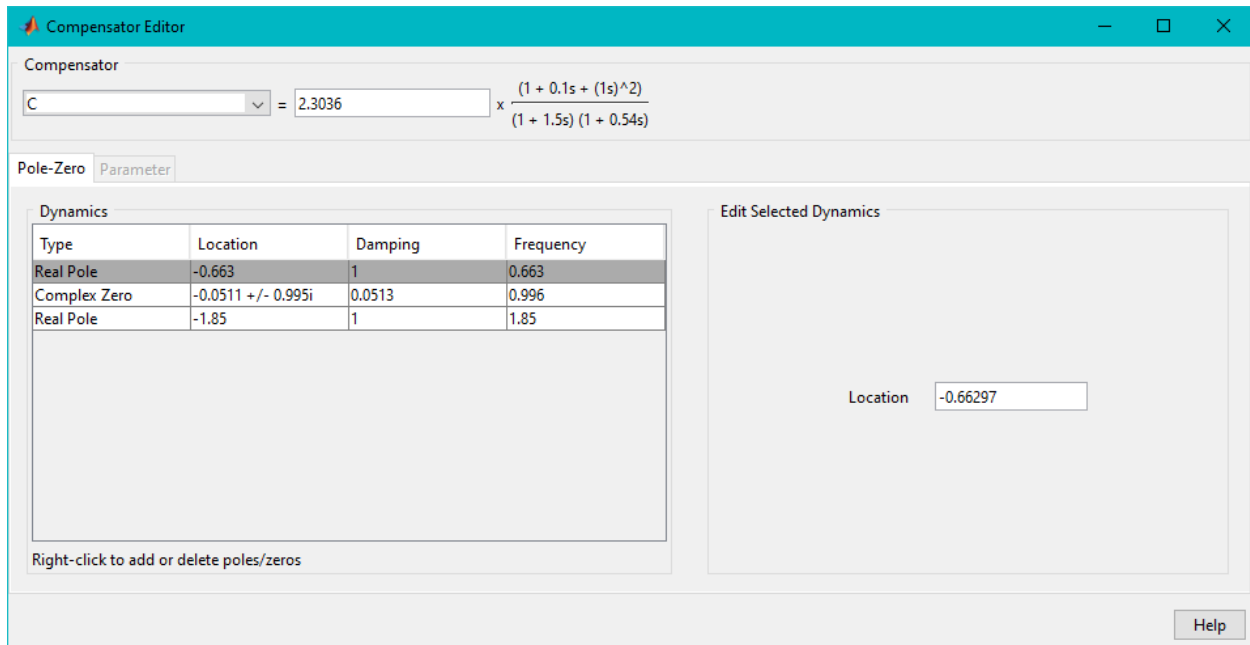 Compensator Editor
Compensator
C = 2.3036 x (1 + 0.1s + (1s)^2)
(1 + 1.5s) (1 + 0.54s)
Pole-Zero Parameter
Dynamics
Type Location Damping Frequency
Real Pole -0.663 1 0.663
Complex Zero -0.0511 +/- 0.995i 0.0513 0.996
Real Pole -1.85 1 1.85
Right-click to add or delete poles/zeros
Edit Selected Dynamics
Location -0.66297
Help